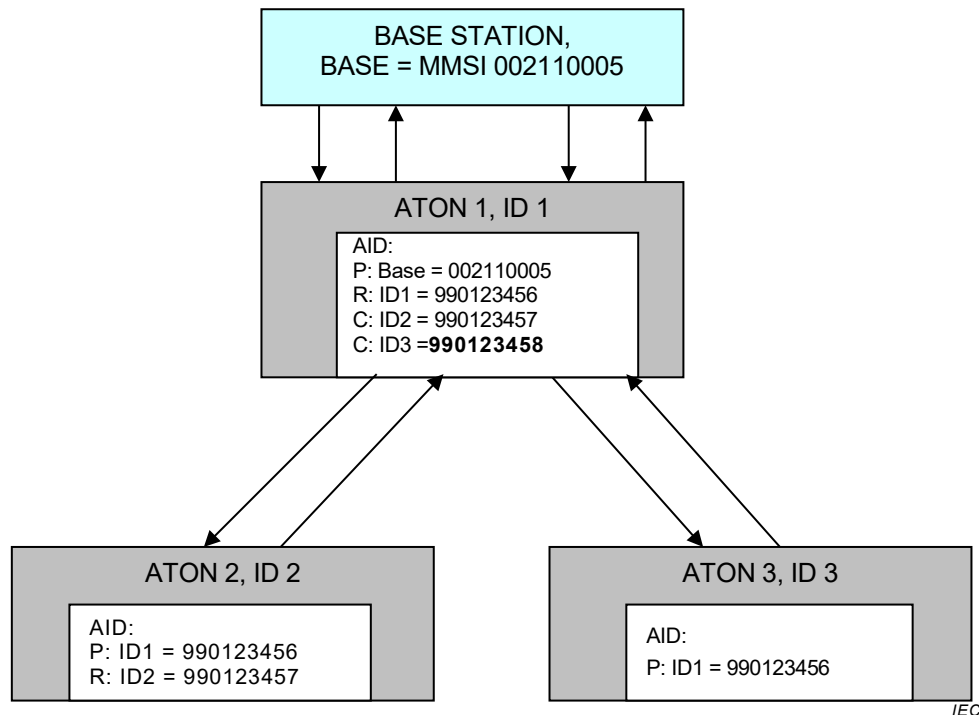 BASE STATION,
BASE = MMSI 002110005
ATON 1, ID 1
AID:
P: Base = 002110005
R: ID1 = 990123456
C: ID2 = 990123457
C: ID3 =990123458
ATON 2, ID 2
AID:
P: ID1 = 990123456
R: ID2 = 990123457
ATON 3, ID 3
AID:
P: ID1 = 990123456
IEC